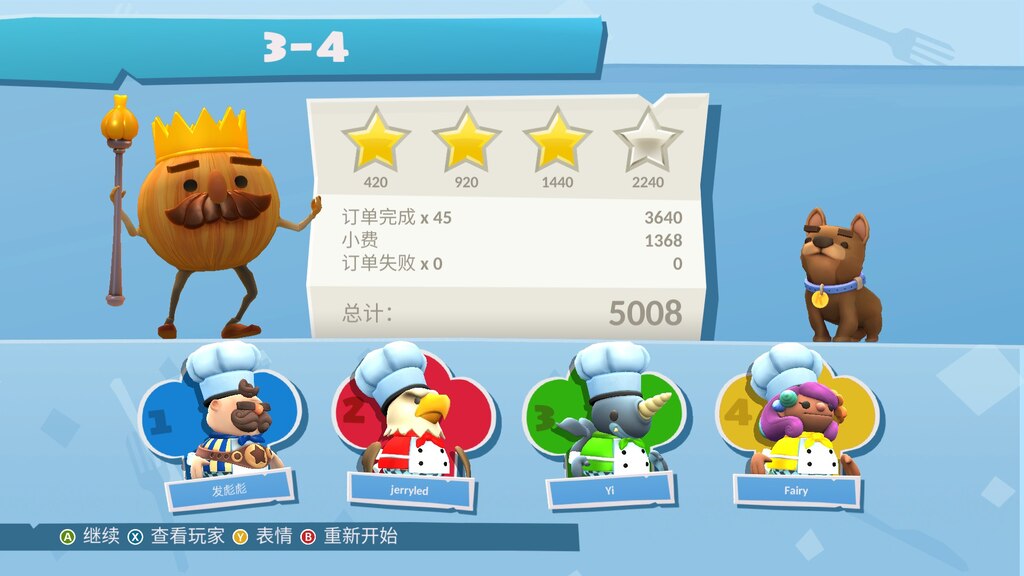 3-4
420 920 1440 2240
订单完成 x 45 3640
小费 1368
订单失败 x 0 0
总计： 5008
1 2 3 4
发彪彪 jerryled Yi Fairy
A 继续 X 查看玩家 Y 表情 B 重新开始